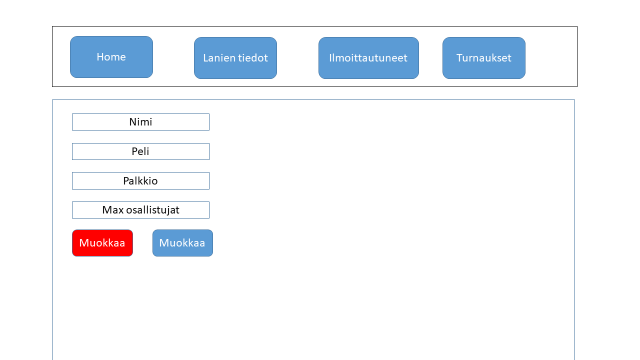 Home
Lanien tiedot
Ilmoittautuneet
Turnaukset
Nimi
Peli
Palkkio
Max osallistujat
Muokkaa
Muokkaa